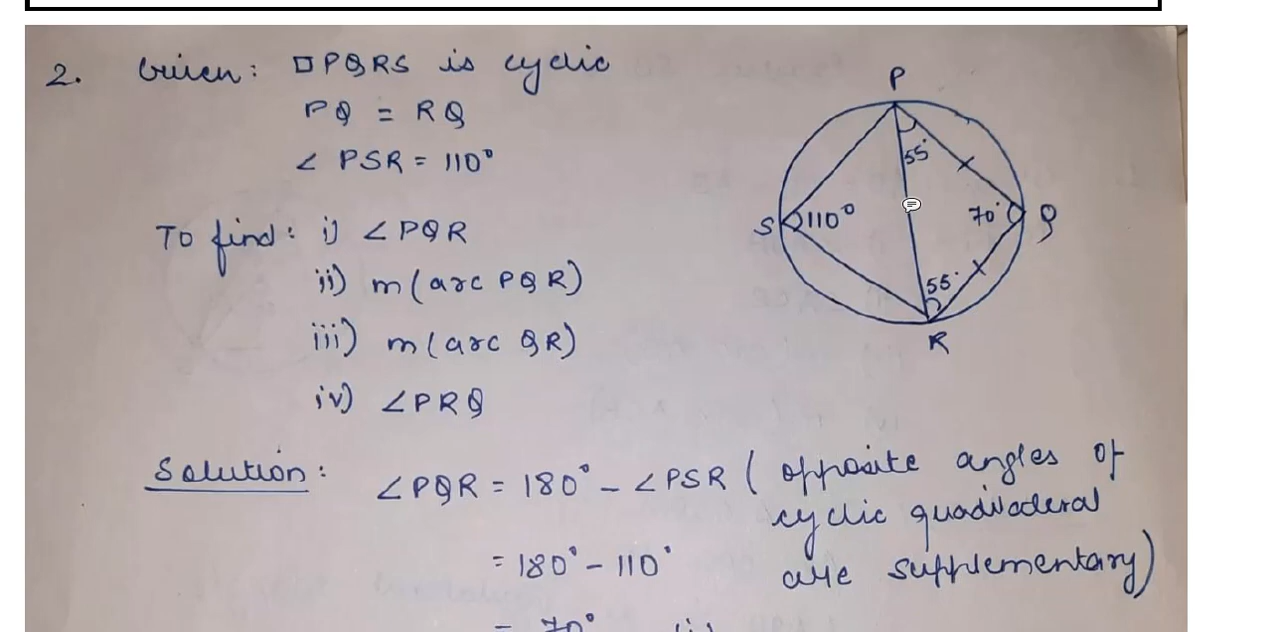 2. Given: □PQRS is cyclic
PQ = RQ
∠ PSR = 110°
To find: i) ∠PQR
ii) m(arc PQR)
iii) m(arc QR)
iv) ∠PRQ
P
55°
S 110°
70° Q
55°
R
Solution: ∠PQR = 180° - ∠PSR ( opposite angles of
cyclic quadrilateral
= 180° - 110° are supplementary)
= 70° (i)